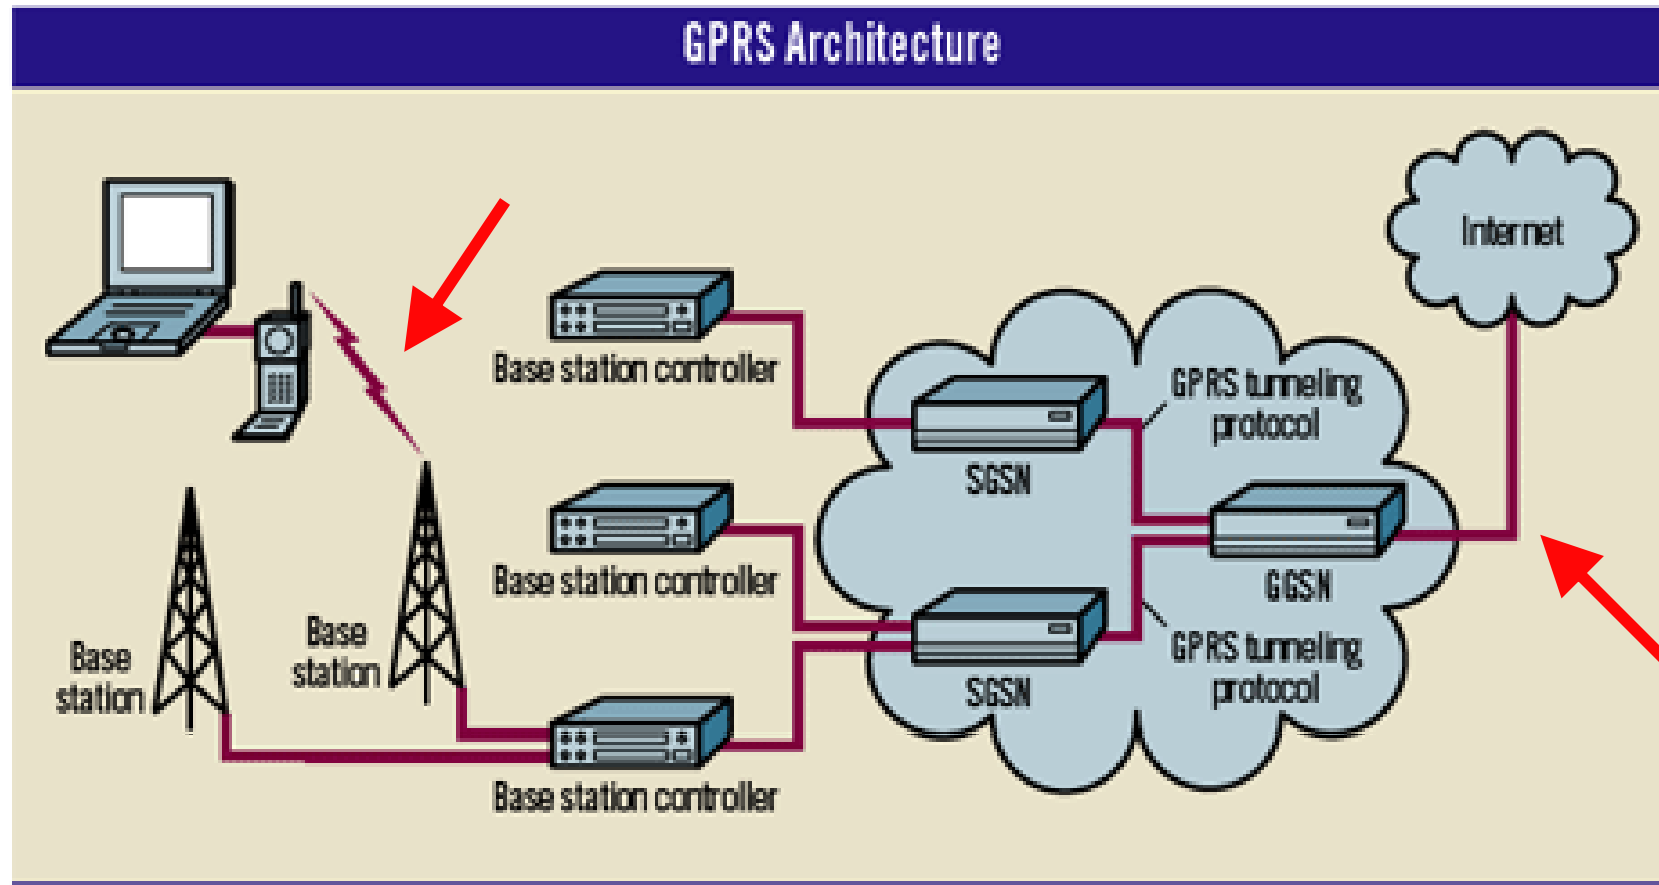 GPRS Architecture
Internet
Base station controller
GPRS tunneling
protocol
SGSN
Base station controller
GGSN
Base
station
Base
station
SGSN
GPRS tunneling
protocol
Base station controller